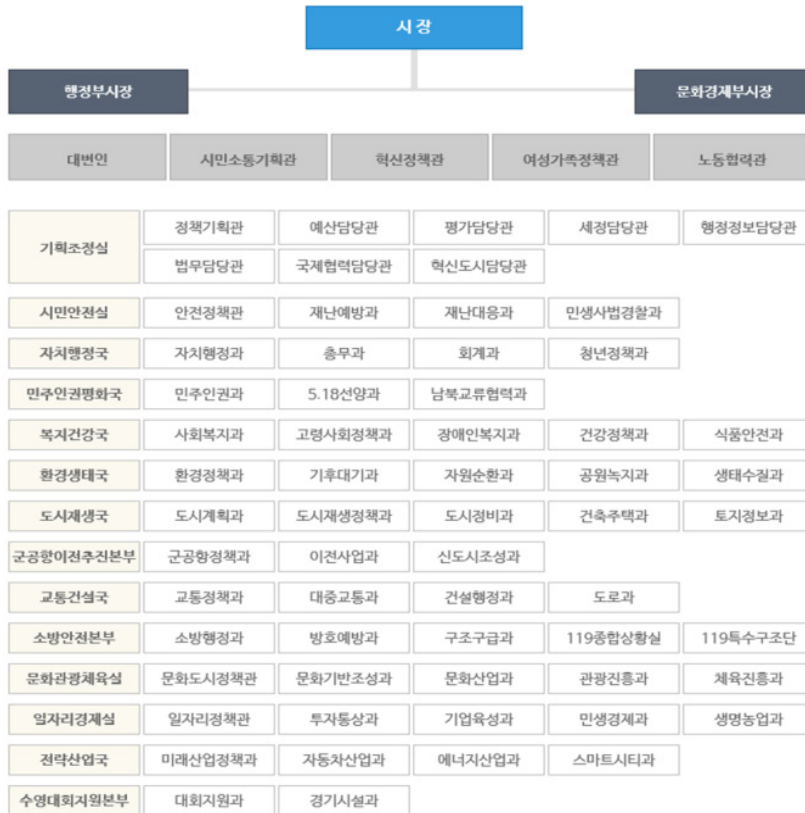 시장
행정부시장 문화경제부시장
대변인 시민소통기획관 혁신정책관 여성가족정책관 노동협력관
기획조정실 정책기획관 예산담당관 평가담당관 세정담당관 행정정보담당관
법무담당관 국제협력담당관 혁신도시담당관
시민안전실 안전정책관 재난예방과 재난대응과 민생사법경찰과
자치행정국 자치행정과 총무과 회계과 청년정책과
민주인권평화국 민주인권과 5.18선양과 남북교류협력과
복지건강국 사회복지과 고령사회정책과 장애인복지과 건강정책과 식품안전과
환경생태국 환경정책과 기후대기과 자원순환과 공원녹지과 생태수질과
도시재생국 도시계획과 도시재생정책과 도시정비과 건축주택과 토지정보과
군공항이전추진본부 군공항정책과 이전사업과 신도시조성과
교통건설국 교통정책과 대중교통과 건설행정과 도로과
소방안전본부 소방행정과 방호예방과 구조구급과 119종합상황실 119특수구조단
문화관광체육실 문화도시정책관 문화기반조성과 문화산업과 관광진흥과 체육진흥과
일자리경제실 일자리정책관 투자통상과 기업육성과 민생경제과 생명농업과
전략산업국 미래산업정책과 자동차산업과 에너지산업과 스마트시티과
수영대회지원본부 대회지원과 경기시설과